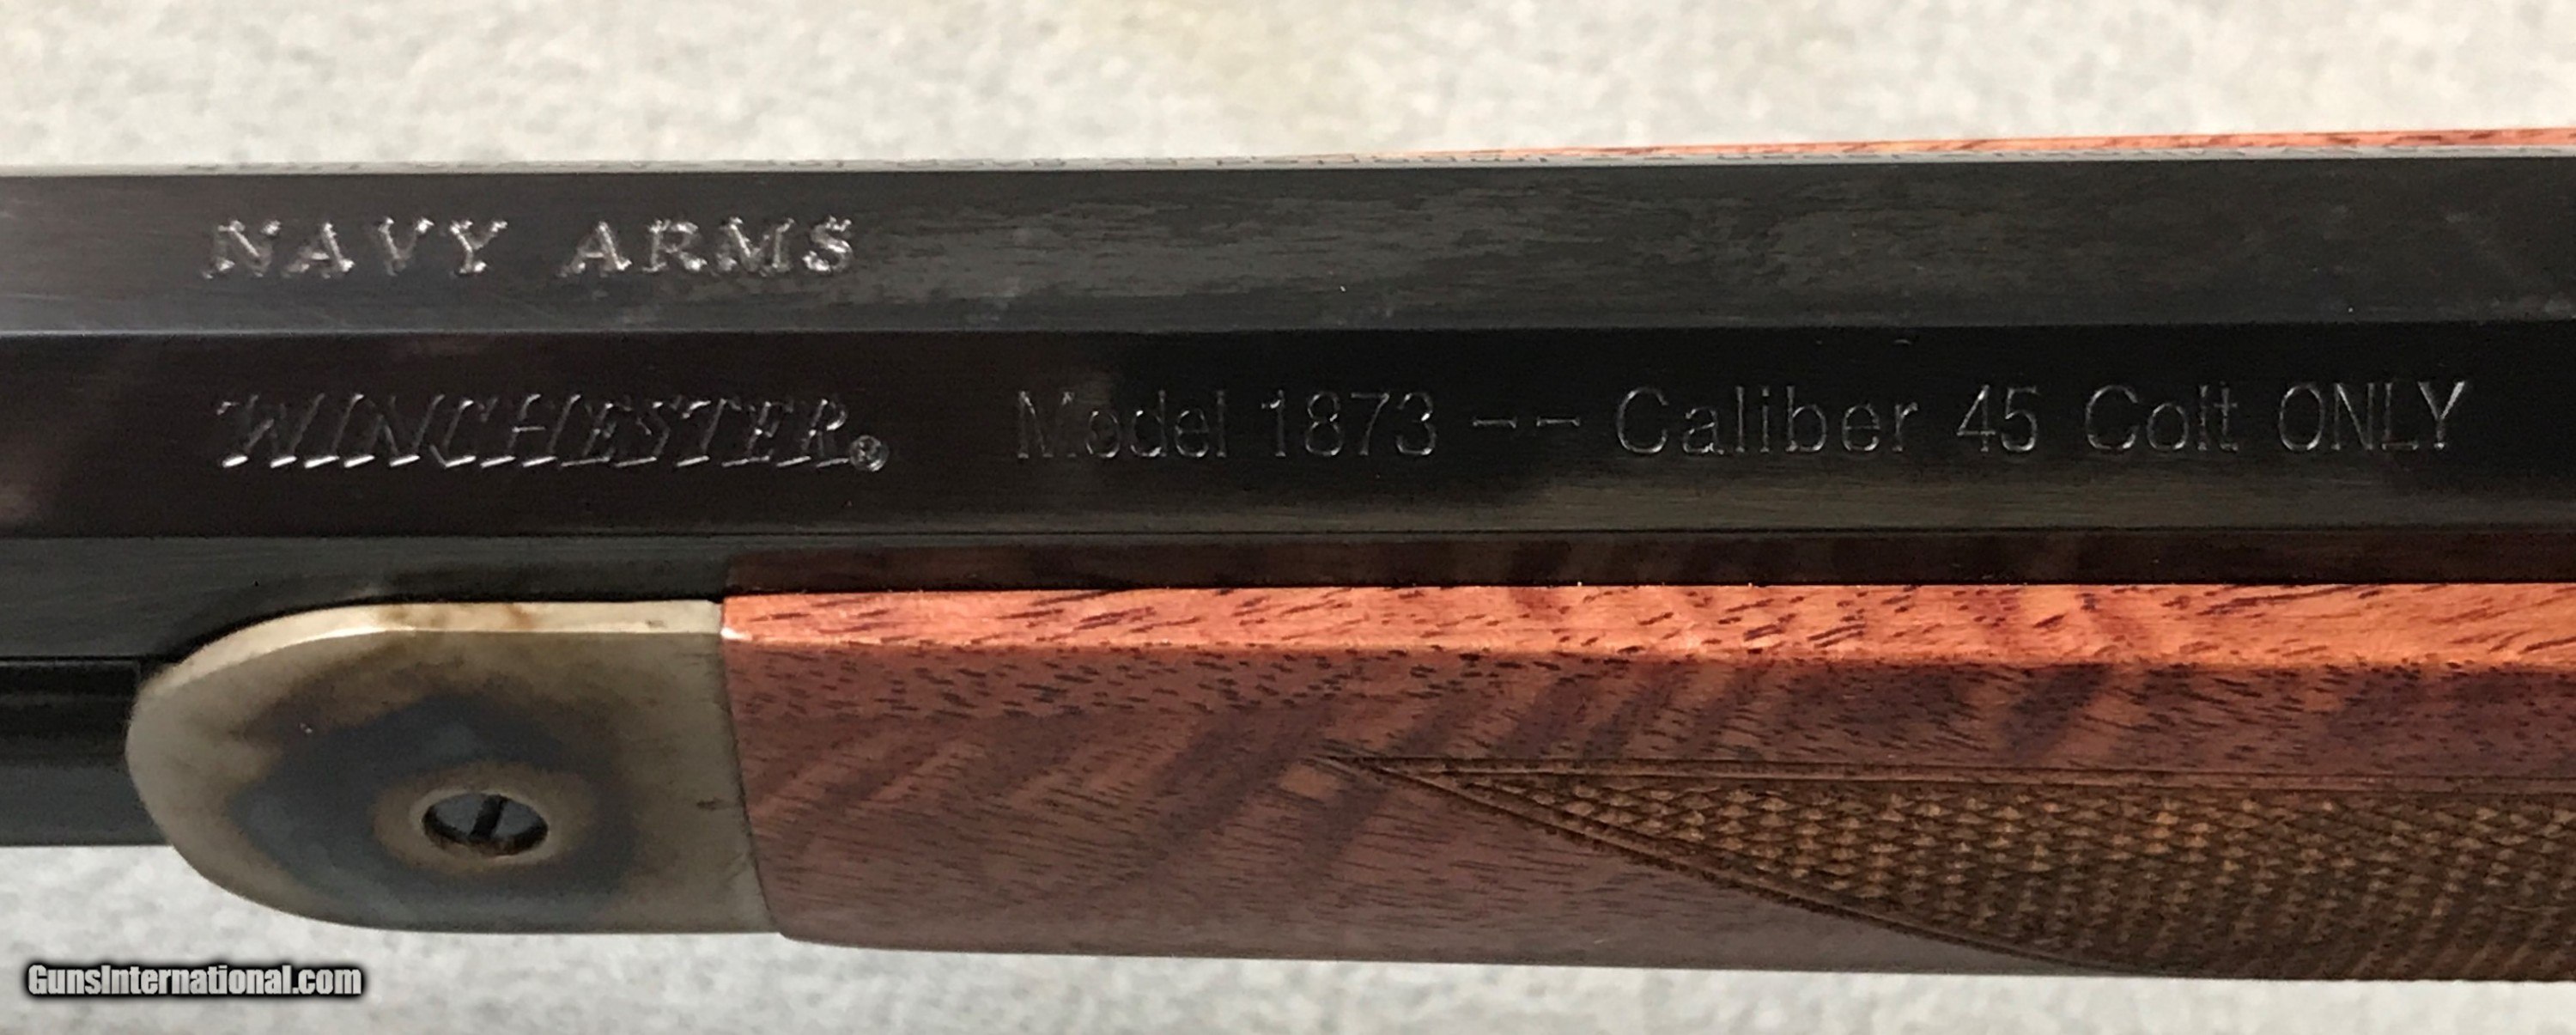 NAVY ARMS
WINCHESTER® Model 1873 -- Caliber 45 Colt ONLY
GunsInternational.com